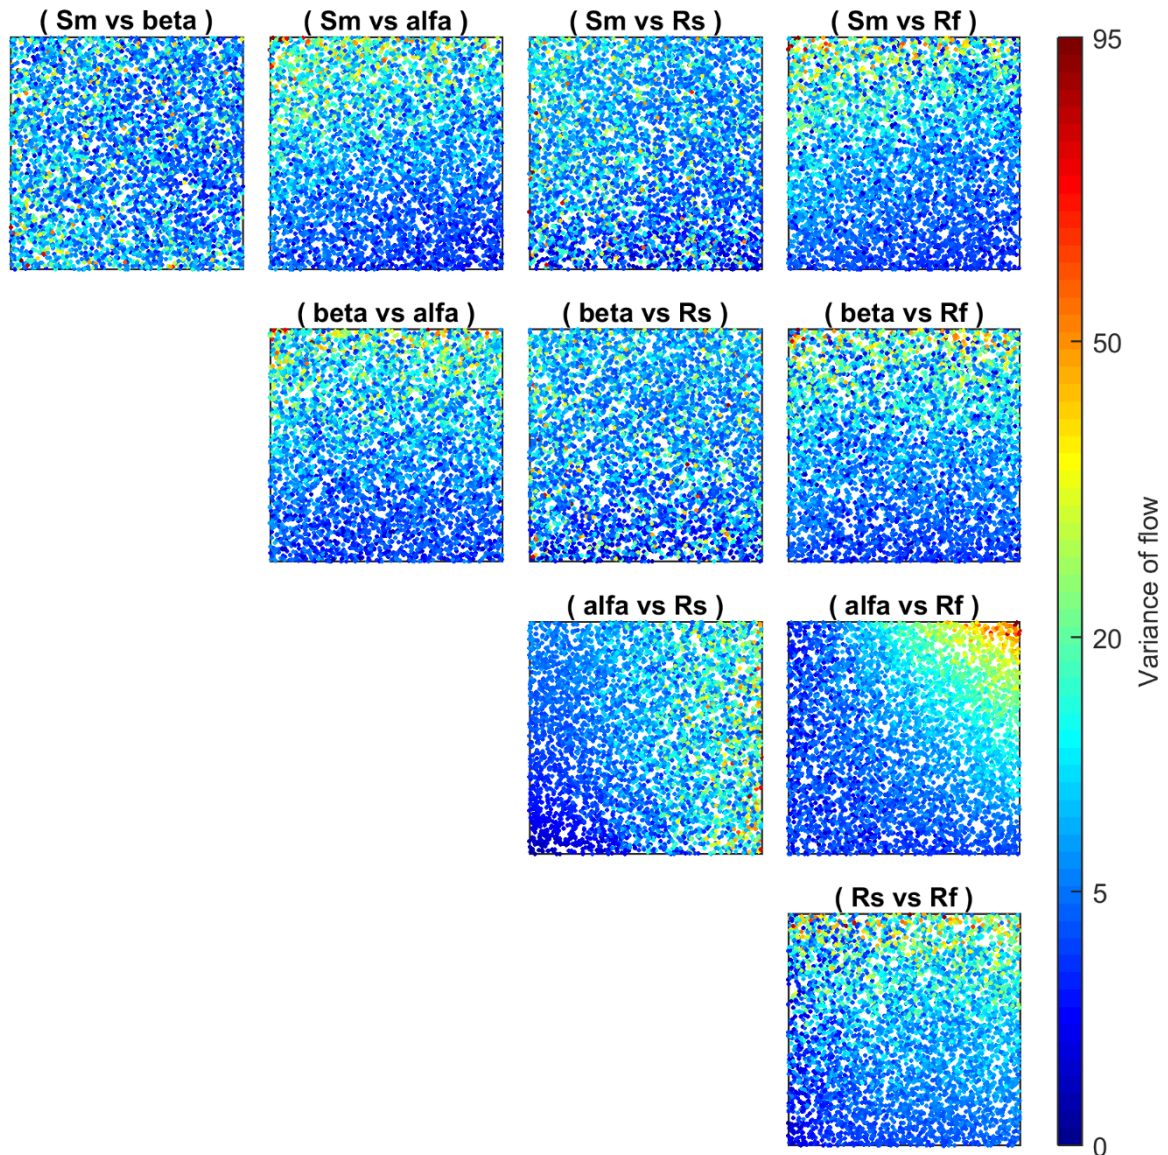 ( Sm vs beta )
( Sm vs alfa )
( Sm vs Rs )
( Sm vs Rf )
95
( beta vs alfa )
( beta vs Rs )
( beta vs Rf )
50
( alfa vs Rs )
( alfa vs Rf )
20
Variance of flow
( Rs vs Rf )
5
0